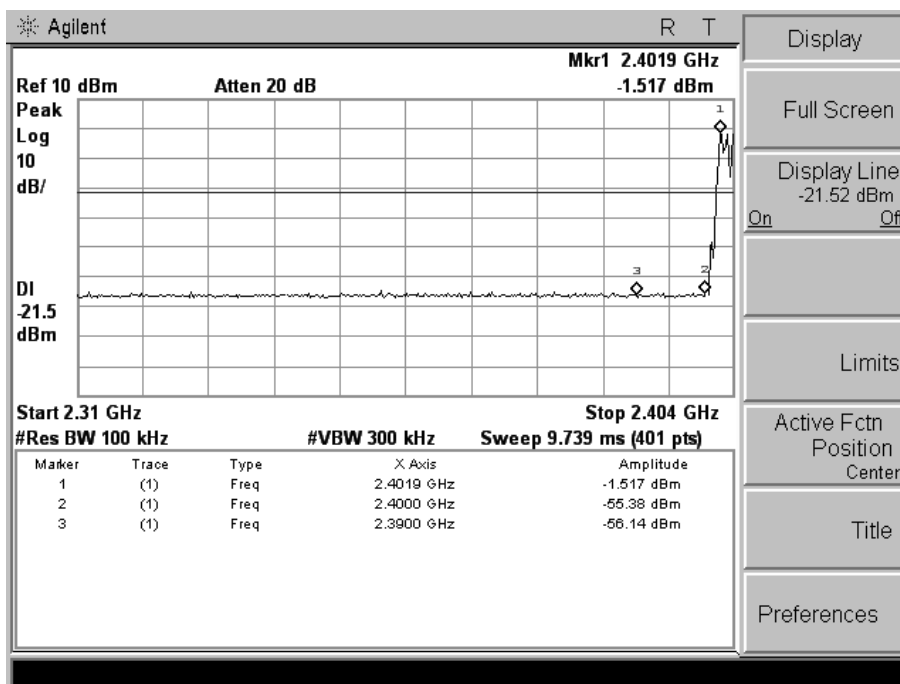 Agilent R T
Mkr1 2.4019 GHz
Ref 10 dBm Atten 20 dB -1.517 dBm
Peak
Log
10
dB/
DI
-21.5
dBm
1
2
3
Start 2.31 GHz Stop 2.404 GHz
#Res BW 100 kHz #VBW 300 kHz Sweep 9.739 ms (401 pts)
Marker Trace Type X Axis Amplitude
1 (1) Freq 2.4019 GHz -1.517 dBm
2 (1) Freq 2.4000 GHz -55.38 dBm
3 (1) Freq 2.3900 GHz -56.14 dBm
Display
Full Screen
Display Line
-21.52 dBm
On Off
Limits
Active Fctn
Position
Center
Title
Preferences